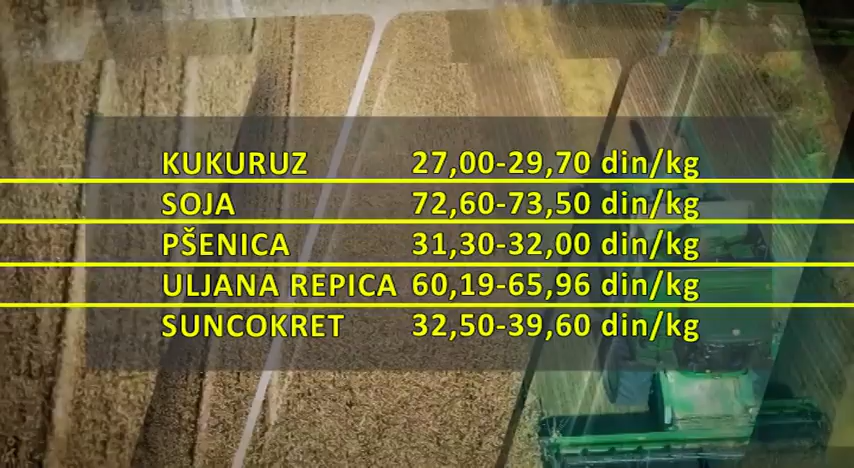 KUKURUZ 27,00-29,70 din/kg
SOJA 72,60-73,50 din/kg
PŠENICA 31,30-32,00 din/kg
ULJANA REPICA 60,19-65,96 din/kg
SUNCOKRET 32,50-39,60 din/kg